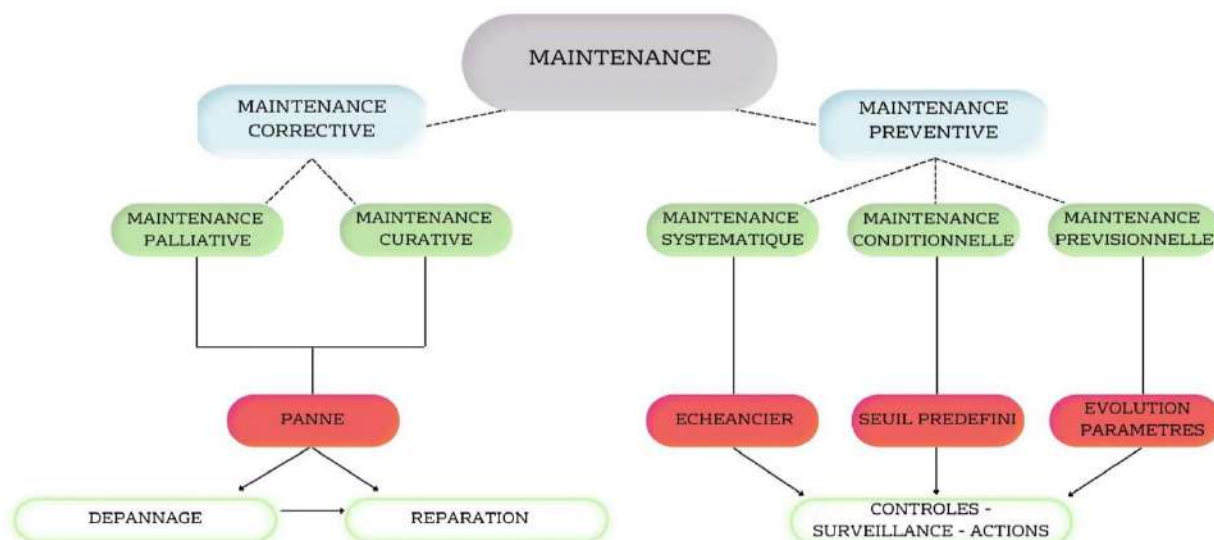 MAINTENANCE
MAINTENANCE
CORRECTIVE
MAINTENANCE
PREVENTIVE
MAINTENANCE
PALLIATIVE
MAINTENANCE
CURATIVE
MAINTENANCE
SYSTEMATIQUE
MAINTENANCE
CONDITIONNELLE
MAINTENANCE
PREVISIONNELLE
PANNE
ECHEANCIER
SEUIL PREDEFINI
EVOLUTION
PARAMETRES
DEPANNAGE
REPARATION
CONTROLES -
SURVEILLANCE - ACTIONS